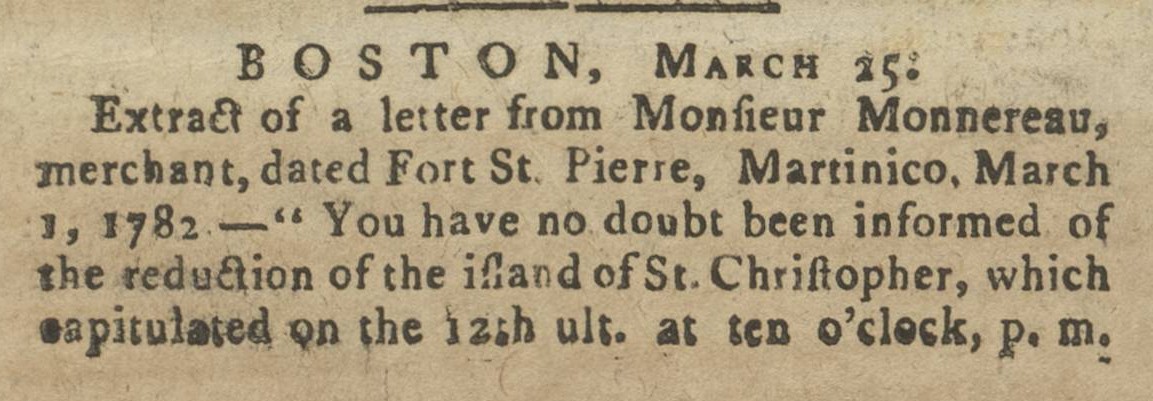 BOSTON, MARCH 25:
Extract of a letter from Monſieur Monnereau,
merchant, dated Fort St. Pierre, Martinico, March
1, 1782.—“ You have no doubt been informed of
the reduction of the iſland of St. Chriſtopher, which
capitulated on the 12th ult. at ten o'clock, p. m.